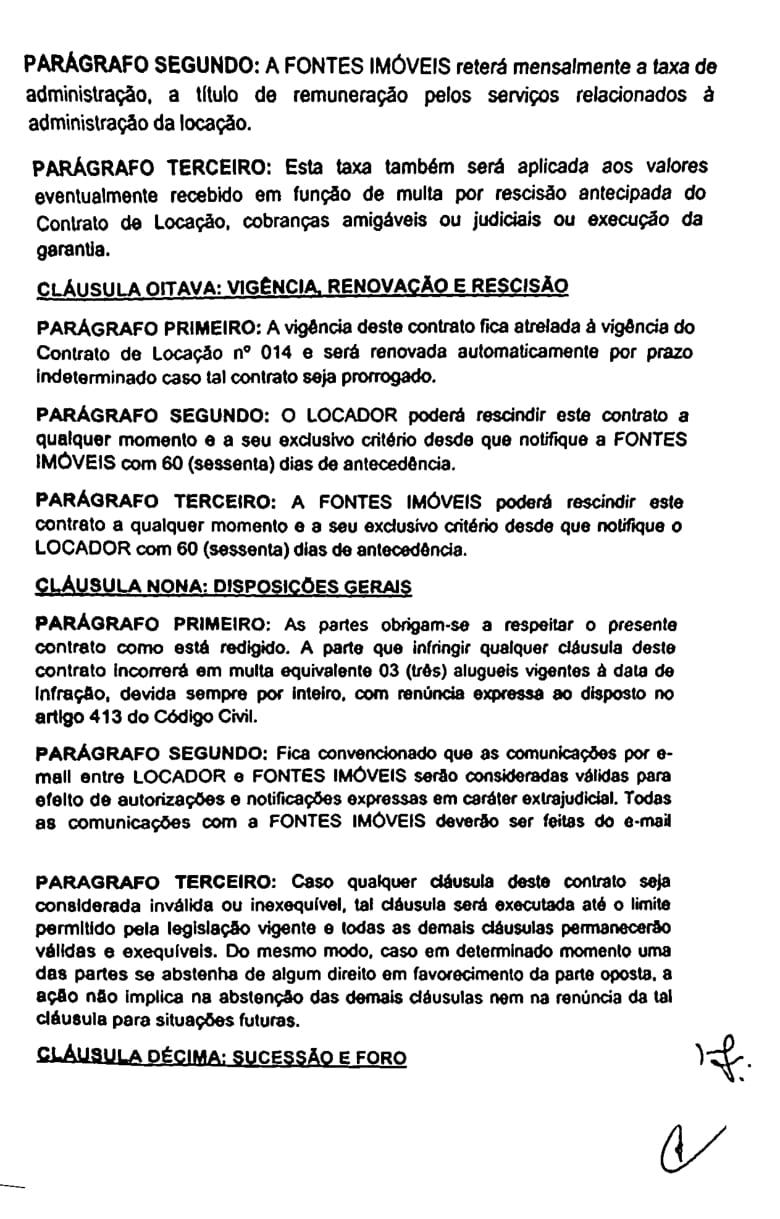 PARÁGRAFO SEGUNDO: A FONTES IMÓVEIS reterá mensalmente a taxa de
administração, a título de remuneração pelos serviços relacionados à
administração da locação.
PARÁGRAFO TERCEIRO: Esta taxa também será aplicada aos valores
eventualmente recebido em função de multa por rescisão antecipada do
Contrato de Locação, cobranças amigáveis ou judiciais ou execução da
garantia.
CLÁUSULA OITAVA: VIGÊNCIA, RENOVAÇÃO E RESCISÃO
PARÁGRAFO PRIMEIRO: A vigência deste contrato fica atrelada à vigência do
Contrato de Locação nº 014 e será renovada automaticamente por prazo
indeterminado caso tal contrato seja prorrogado.
PARÁGRAFO SEGUNDO: O LOCADOR poderá rescindir este contrato a
qualquer momento e a seu exclusivo critério desde que notifique a FONTES
IMÓVEIS com 60 (sessenta) dias de antecedência.
PARÁGRAFO TERCEIRO: A FONTES IMÓVEIS poderá rescindir este
contrato a qualquer momento e a seu exclusivo critério desde que notifique o
LOCADOR com 60 (sessenta) dias de antecedência.
CLÁUSULA NONA: DISPOSIÇÕES GERAIS
PARÁGRAFO PRIMEIRO: As partes obrigam-se a respeitar o presente
contrato como está redigido. A parte que infringir qualquer cláusula deste
contrato incorrerá em multa equivalente 03 (três) alugueis vigentes à data de
infração, devida sempre por inteiro, com renúncia expressa ao disposto no
artigo 413 do Código Civil.
PARÁGRAFO SEGUNDO: Fica convencionado que as comunicações por e-
mail entre LOCADOR e FONTES IMÓVEIS serão consideradas válidas para
efeito de autorizações e notificações expressas em caráter extrajudicial. Todas
as comunicações com a FONTES IMÓVEIS deverão ser feitas do e-mail
PARAGRAFO TERCEIRO: Caso qualquer cláusula deste contrato seja
considerada inválida ou inexequível, tal cláusula será executada até o limite
permitido pela legislação vigente e todas as demais cláusulas permanecerão
válidas e exequíveis. Do mesmo modo, caso em determinado momento uma
das partes se abstenha de algum direito em favorecimento da parte oposta, a
ação não implica na abstenção das demais cláusulas nem na renúncia da tal
cláusula para situações futuras.
CLÁUSULA DÉCIMA: SUCESSÃO E FORO